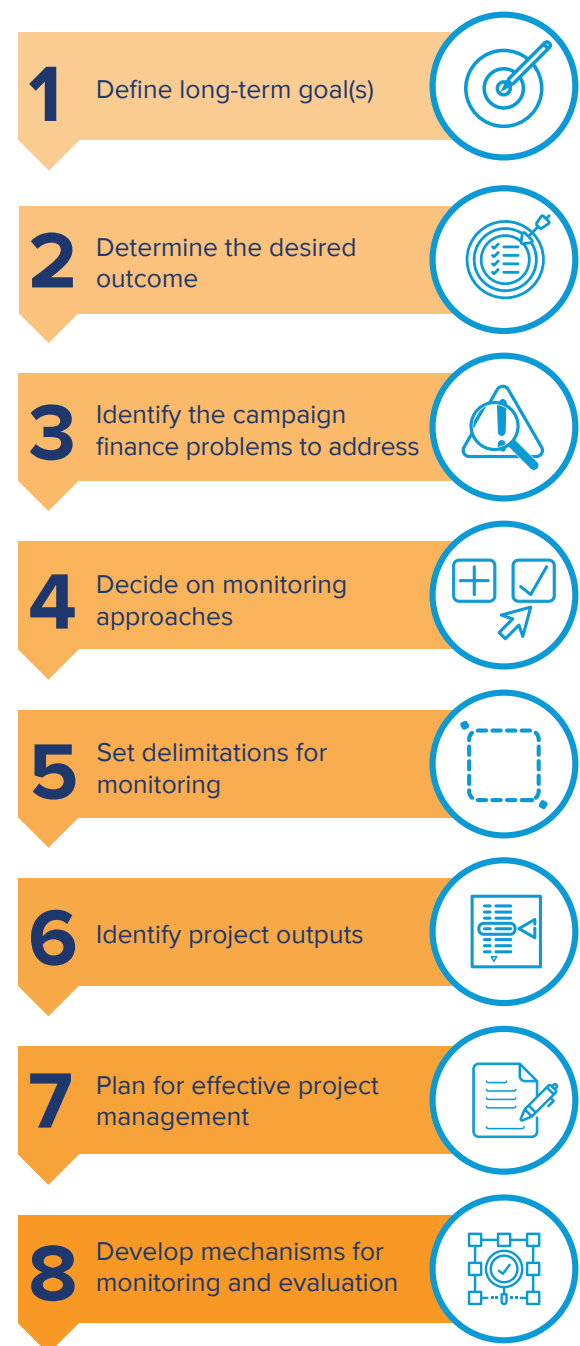 1
Define long-term goal(s)
2
Determine the desired
outcome
3
Identify the campaign
finance problems to address
4
Decide on monitoring
approaches
5
Set delimitations for
monitoring
6
Identify project outputs
7
Plan for effective project
management
8
Develop mechanisms for
monitoring and evaluation